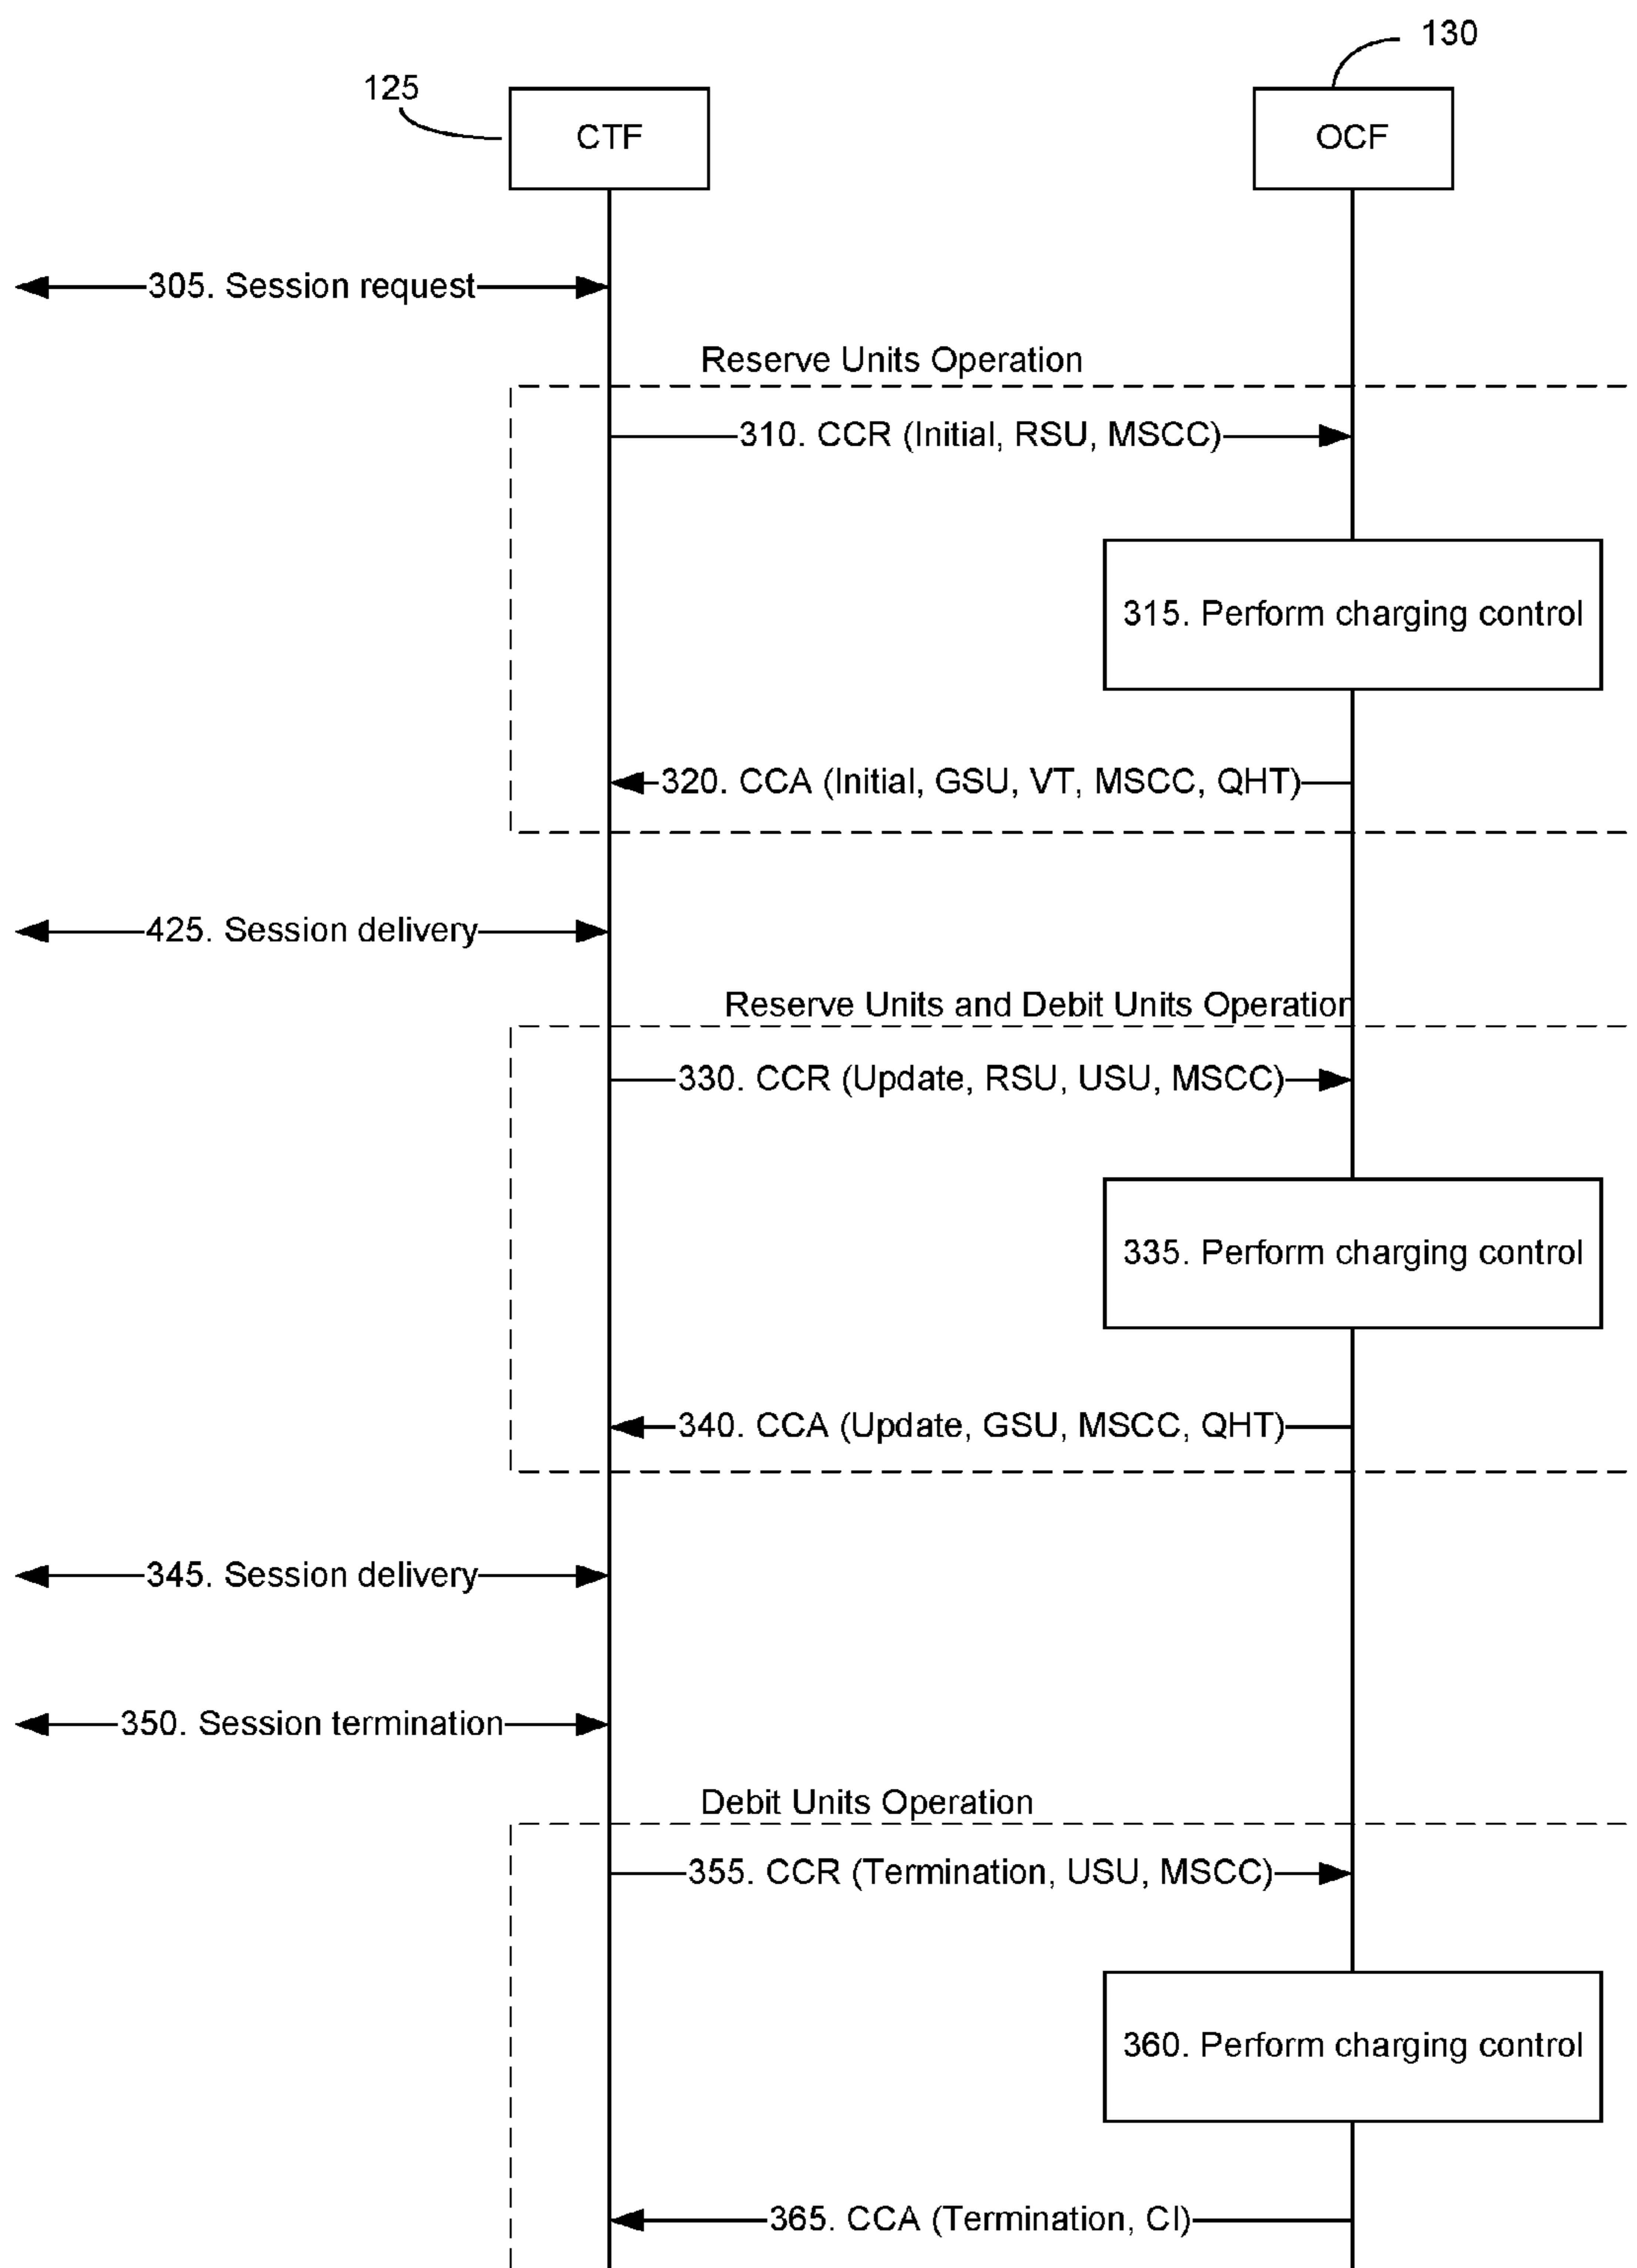 130
125
CTF
OCF
305. Session request
Reserve Units Operation
310. CCR (Initial, RSU, MSCC)
315. Perform charging control
320. CCA (Initial, GSU, VT, MSCC, QHT)
425. Session delivery
Reserve Units and Debit Units Operation
330. CCR (Update, RSU, USU, MSCC)
335. Perform charging control
340. CCA (Update, GSU, MSCC, QHT)
345. Session delivery
350. Session termination
Debit Units Operation
355. CCR (Termination, USU, MSCC)
360. Perform charging control
365. CCA (Termination, CI)